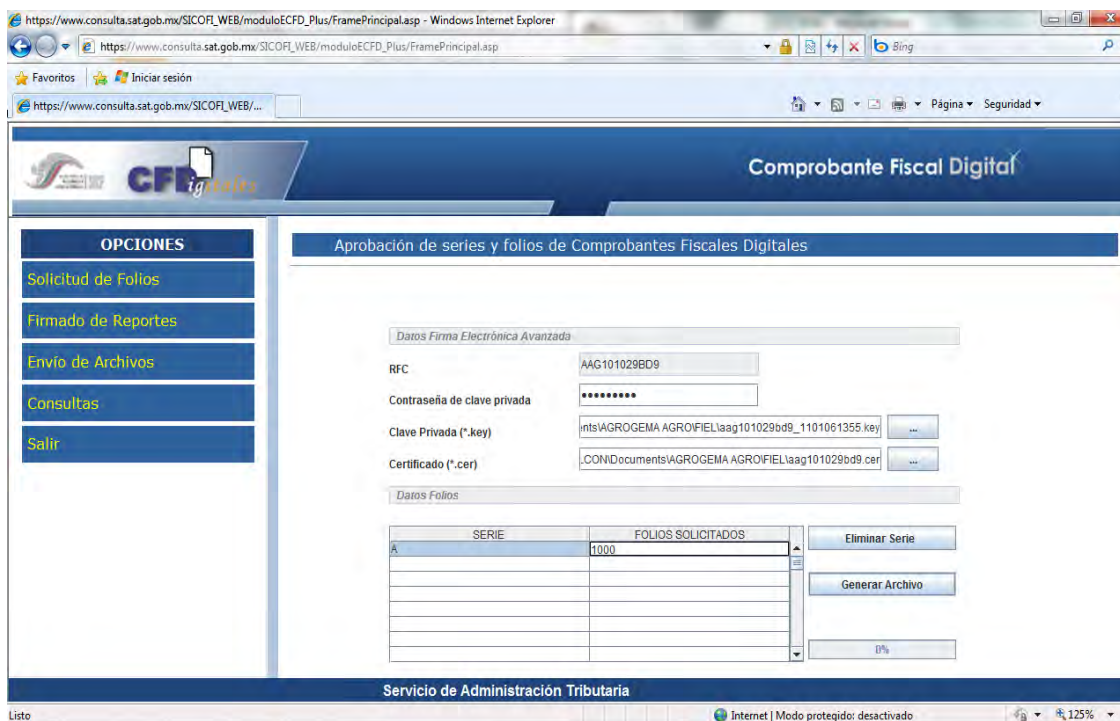 https://www.consulta.sat.gob.mx/SICOFI_WEB/moduloECFD_Plus/FramePrincipal.asp - Windows Internet Explorer
https://www.consulta.sat.gob.mx/SICOFI_WEB/moduloECFD_Plus/FramePrincipal.asp
Bing
Favoritos
Iniciar sesión
https://www.consulta.sat.gob.mx/SICOFI_WEB/...
Página
Seguridad
CFDigitales
Comprobante Fiscal Digital
OPCIONES
Solicitud de Folios
Firmado de Reportes
Envío de Archivos
Consultas
Salir
Aprobación de series y folios de Comprobantes Fiscales Digitales
Datos Firma Electrónica Avanzada
RFC
AAG101029BD9
Contraseña de clave privada
•••••••••
Clave Privada (*.key)
nts\AGROGEMA AGRO\FIEL\aag101029bd9_1101061355.key
...
Certificado (*.cer)
.CON\Documents\AGROGEMA AGRO\FIEL\aag101029bd9.cer
...
Datos Folios
SERIE
FOLIOS SOLICITADOS
A
1000
Eliminar Serie
Generar Archivo
0%
Servicio de Administración Tributaria
Listo
Internet | Modo protegido: desactivado
125%